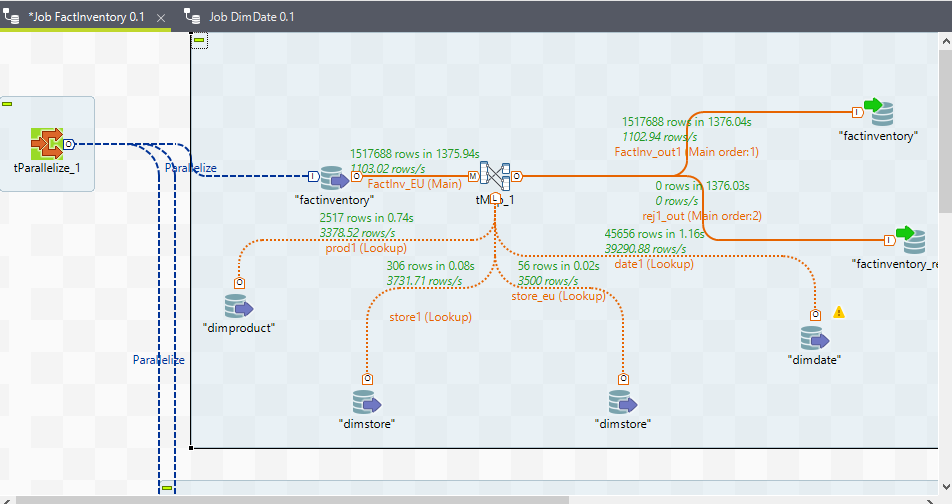 *Job FactInventory 0.1
Job DimDate 0.1
tParallelize_1
Parallelize
"factinventory"
1517688 rows in 1375.94s
1103.02 rows/s
FactInv_EU (Main)
1517688 rows in 1376.04s
1102.94 rows/s
FactInv_out1 (Main order:1)
"factinventory"
0 rows in 1376.03s
0 rows/s
rej1_out (Main order:2)
2517 rows in 0.74s
3378.52 rows/s
prod1 (Lookup)
306 rows in 0.08s
3731.71 rows/s
store1 (Lookup)
56 rows in 0.02s
3500 rows/s
store_eu (Lookup)
45656 rows in 1.16s
39290.88 rows/s
date1 (Lookup)
"dimproduct"
Parallelize
"dimdate"
"dimstore"
"dimstore"